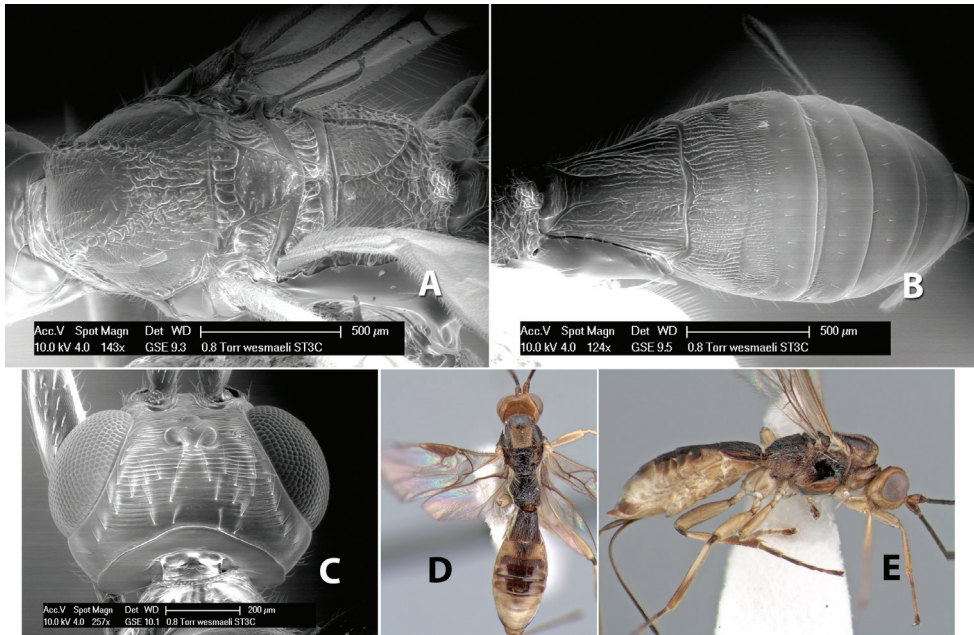 A
Acc.V Spot Magn Det WD 500 µm
10.0 kV 4.0 143x GSE 9.3 0.8 Torr wesmaeli ST3C
B
Acc.V Spot Magn Det WD 500 µm
10.0 kV 4.0 124x GSE 9.5 0.8 Torr wesmaeli ST3C
C
Acc.V Spot Magn Det WD 200 µm
10.0 kV 4.0 257x GSE 10.1 0.8 Torr wesmaeli ST3C
D
E